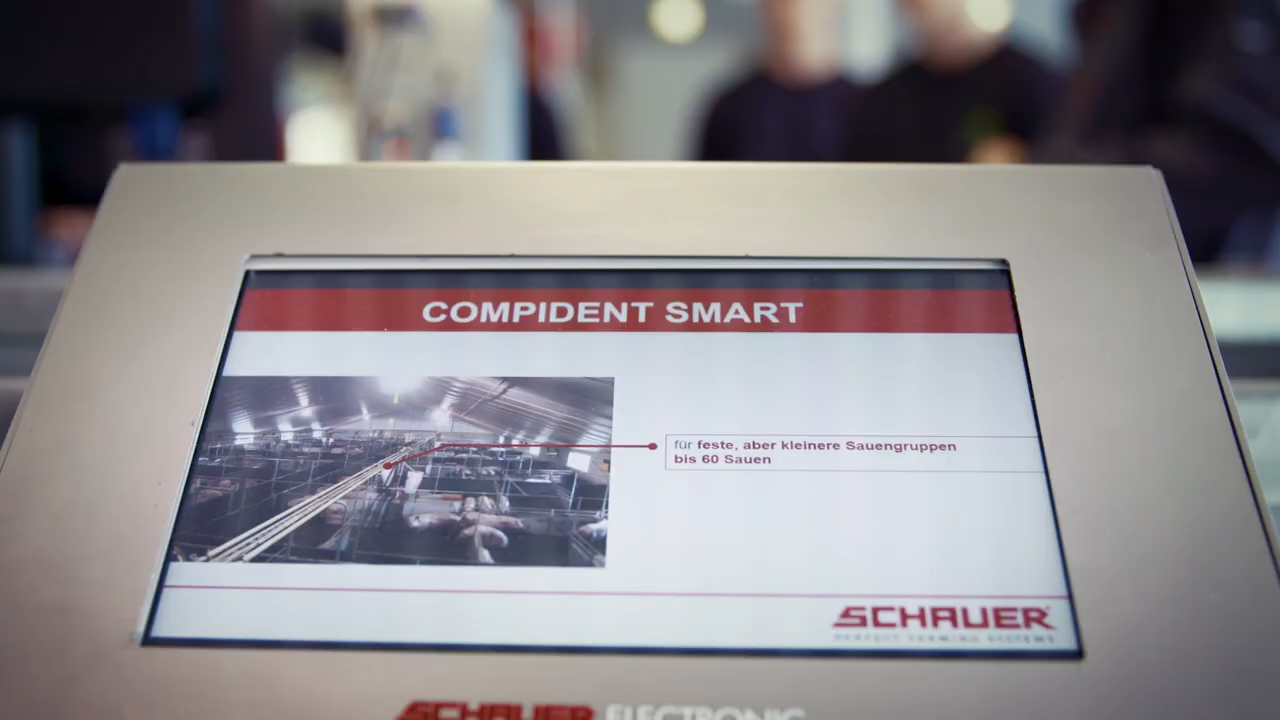 COMPIDENT SMART
für feste, aber kleinere Sauengruppen
bis 60 Sauen
SCHAUER
PERFECT FARMING SYSTEMS
SCHAUER ELECTRONIC